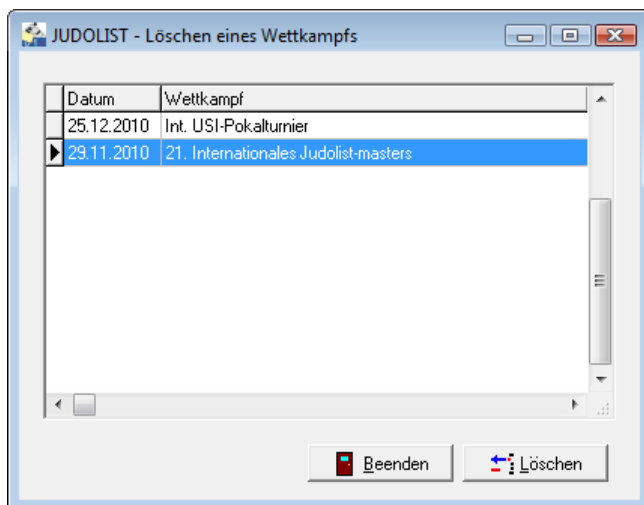 JUDOLIST - Löschen eines Wettkampfs
Datum Wettkampf
25.12.2010 Int. USI-Pokalturnier
29.11.2010 21. Internationales Judolist-masters
Beenden Löschen